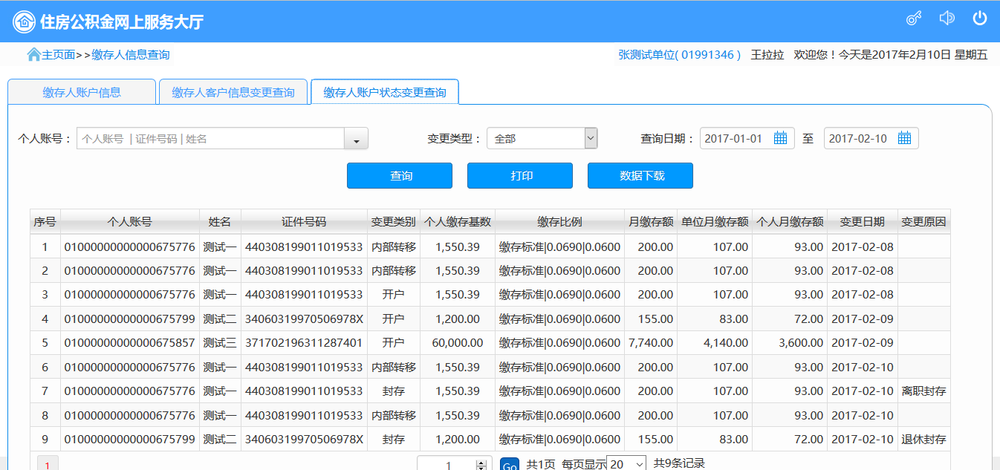 住房公积金网上服务大厅
主页面>>缴存人信息查询 张测试单位( 01991346 ) 王拉拉 欢迎您！今天是2017年2月10日 星期五
缴存人账户信息 缴存人客户信息变更查询 缴存人账户状态变更查询
个人账号： 个人账号 | 证件号码 | 姓名 变更类型： 全部 查询日期： 2017-01-01 至 2017-02-10
查询 打印 数据下载
序号 个人账号 姓名 证件号码 变更类别 个人缴存基数 缴存比例 月缴存额 单位月缴存额 个人月缴存额 变更日期 变更原因
1 01000000000000675776 测试一 440308199011019533 内部转移 1,550.39 缴存标准|0.0690|0.0600 200.00 107.00 93.00 2017-02-08
2 01000000000000675776 测试一 440308199011019533 内部转移 1,550.39 缴存标准|0.0690|0.0600 200.00 107.00 93.00 2017-02-08
3 01000000000000675776 测试一 440308199011019533 开户 1,550.39 缴存标准|0.0690|0.0600 200.00 107.00 93.00 2017-02-08
4 01000000000000675799 测试二 34060319970506978X 开户 1,200.00 缴存标准|0.0690|0.0600 155.00 83.00 72.00 2017-02-09
5 01000000000000675857 测试三 371702196311287401 开户 60,000.00 缴存标准|0.0690|0.0600 7,740.00 4,140.00 3,600.00 2017-02-09
6 01000000000000675776 测试一 440308199011019533 内部转移 1,550.39 缴存标准|0.0690|0.0600 200.00 107.00 93.00 2017-02-10
7 01000000000000675776 测试一 440308199011019533 封存 1,550.39 缴存标准|0.0690|0.0600 200.00 107.00 93.00 2017-02-10 离职封存
8 01000000000000675776 测试一 440308199011019533 内部转移 1,550.39 缴存标准|0.0690|0.0600 200.00 107.00 93.00 2017-02-10
9 01000000000000675799 测试二 34060319970506978X 封存 1,200.00 缴存标准|0.0690|0.0600 155.00 83.00 72.00 2017-02-10 退休封存
1 1 Go 共1页 每页显示 20 共9条记录